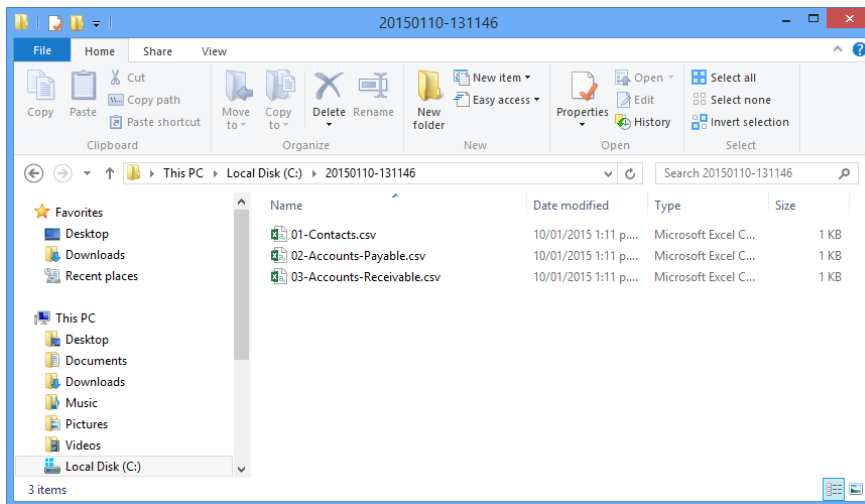 20150110-131146
File Home Share View
Copy
Paste
Cut
Copy path
Paste shortcut
Clipboard
Move to
Copy to
Delete
Rename
Organize
New folder
New item
Easy access
New
Properties
Open
Edit
History
Open
Select all
Select none
Invert selection
Select
This PC Local Disk (C:) 20150110-131146
Search 20150110-131146
Favorites
Desktop
Downloads
Recent places
This PC
Desktop
Documents
Downloads
Music
Pictures
Videos
Local Disk (C:)
Name Date modified Type Size
01-Contacts.csv 10/01/2015 1:11 p.... Microsoft Excel C... 1 KB
02-Accounts-Payable.csv 10/01/2015 1:11 p.... Microsoft Excel C... 1 KB
03-Accounts-Receivable.csv 10/01/2015 1:11 p.... Microsoft Excel C... 1 KB
3 items